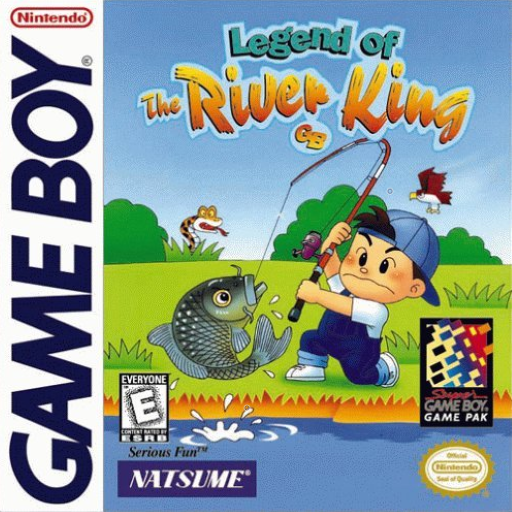 Nintendo®
GAME BOY
Legend of
The River King
GB
EVERYONE
E
CONTENT RATED BY
ESRB
Serious Fun™
NATSUME®
Super
GAME BOY®
GAME PAK
Official
Nintendo
Seal of Quality